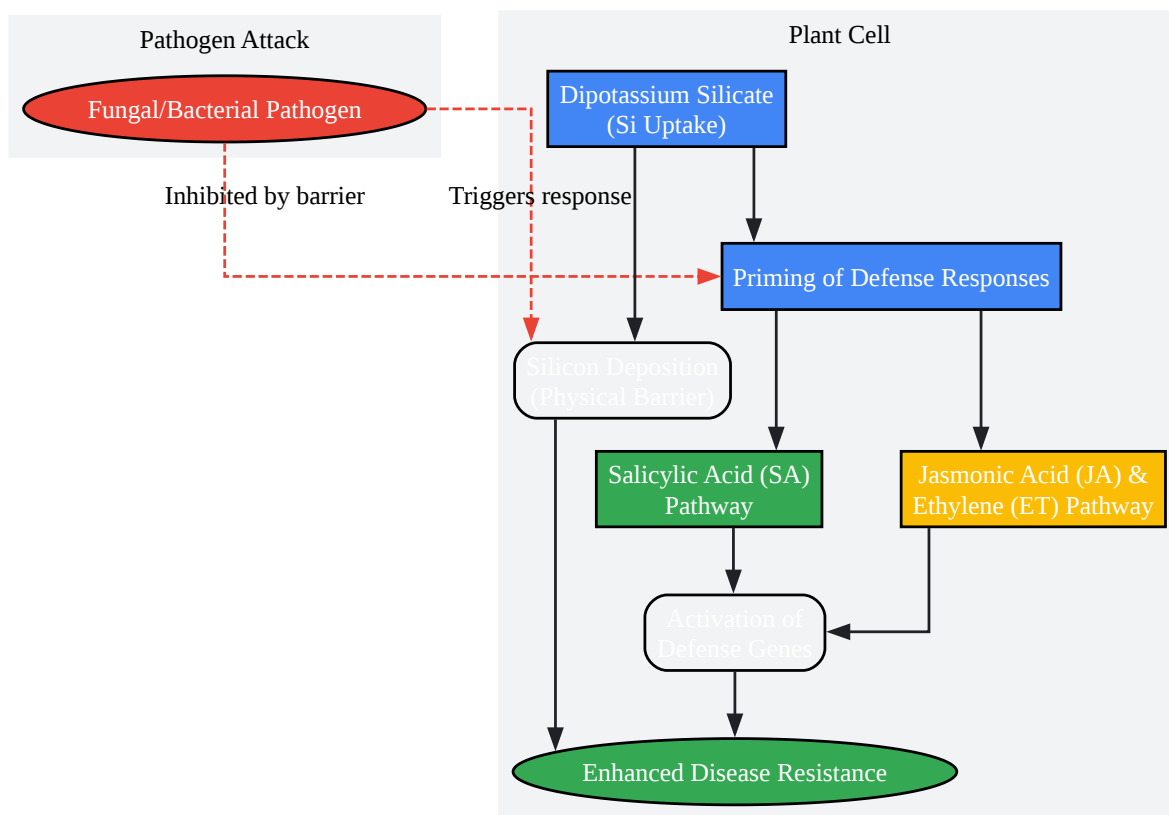 Pathogen Attack
Plant Cell
Fungal/Bacterial Pathogen
Dipotassium Silicate
(Si Uptake)
Inhibited by barrier
Triggers response
Priming of Defense Responses
Silicon Deposition
(Physical Barrier)
Salicylic Acid (SA)
Pathway
Jasmonic Acid (JA) &
Ethylene (ET) Pathway
Activation of
Defense Genes
Enhanced Disease Resistance